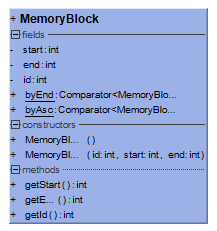 + MemoryBlock
fields
- start:int
- end:int
- id:int
+ byEnd:Comparator<MemoryBlo...
+ byAsc:Comparator<MemoryBlo...
constructors
+ MemoryBl... ()
+ MemoryBl... (id:int, start:int, end:int)
methods
+ getStart():int
+ getE... ():int
+ getId():int